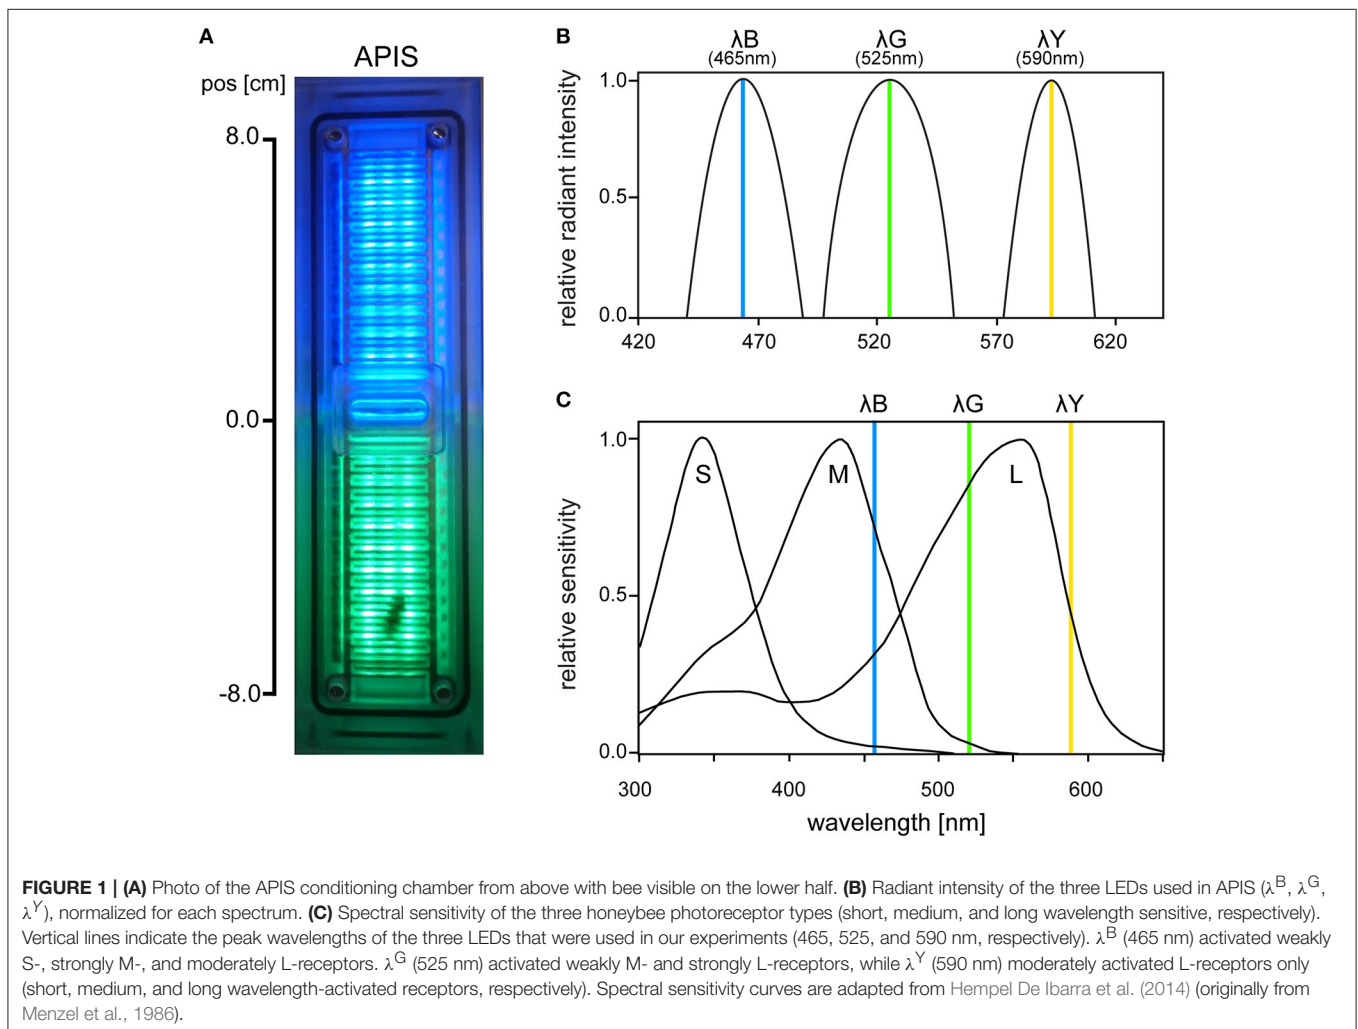 A
APIS
pos [cm]
8.0
0.0
-8.0
B
λB
(465nm)
λG
(525nm)
λY
(590nm)
relative radiant intensity
1.0
0.5
0.0
420
470
520
570
620
C
λB
λG
λY
relative sensitivity
1.0
0.5
0.0
S
M
L
300
400
500
600
wavelength [nm]
FIGURE 1 | (A) Photo of the APIS conditioning chamber from above with bee visible on the lower half. (B) Radiant intensity of the three LEDs used in APIS (λB, λG,
λY), normalized for each spectrum. (C) Spectral sensitivity of the three honeybee photoreceptor types (short, medium, and long wavelength sensitive, respectively).
Vertical lines indicate the peak wavelengths of the three LEDs that were used in our experiments (465, 525, and 590 nm, respectively). λB (465 nm) activated weakly
S-, strongly M-, and moderately L-receptors. λG (525 nm) activated weakly M- and strongly L-receptors, while λY (590 nm) moderately activated L-receptors only
(short, medium, and long wavelength-activated receptors, respectively). Spectral sensitivity curves are adapted from Hempel De Ibarra et al. (2014) (originally from
Menzel et al., 1986).